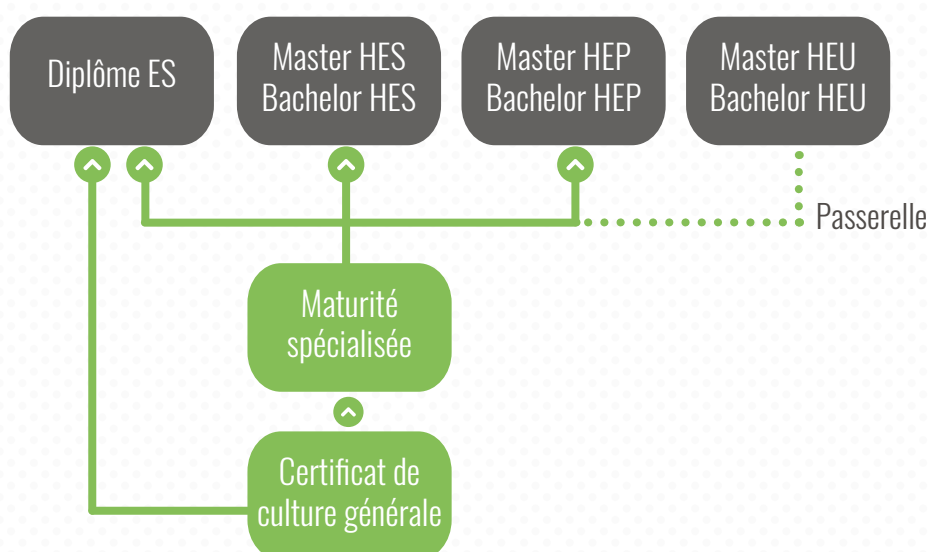 Diplôme ES
Master HES
Bachelor HES
Master HEP
Bachelor HEP
Master HEU
Bachelor HEU
Passerelle
Maturité
spécialisée
Certificat de
culture générale